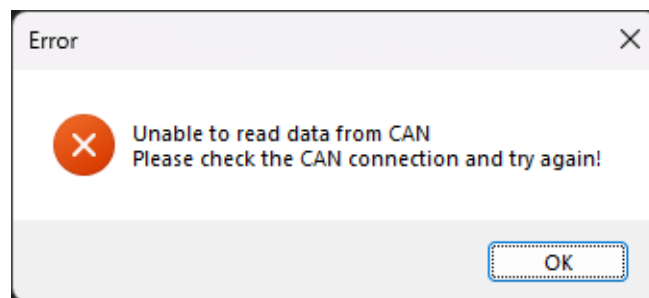 Error
Unable to read data from CAN
Please check the CAN connection and try again!
OK